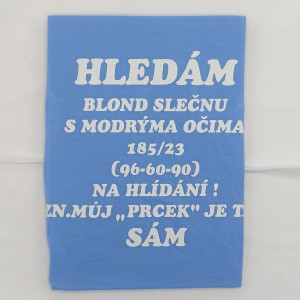 HLEDÁM
BLOND SLEČNU
S MODRÝMA OČIMA
185/23
(96-60-90)
NA HLÍDÁNÍ !
ZN.MŮJ „PRCEK" JE T
SÁM